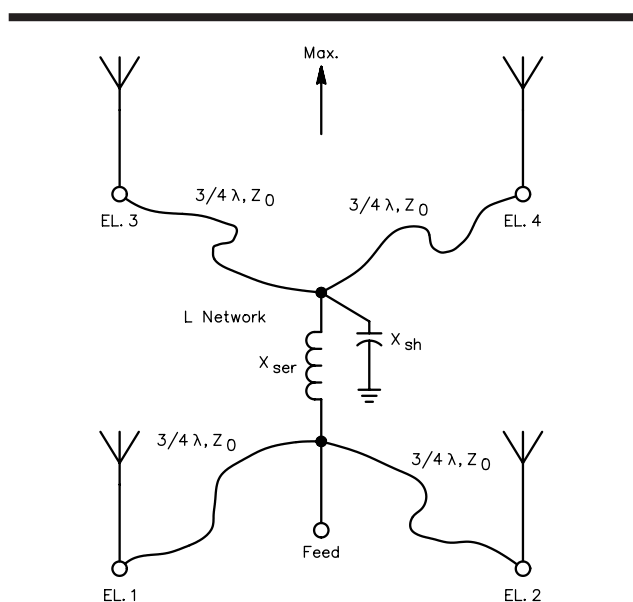 Max.
3/4 λ, Z0
3/4 λ, Z0
EL. 3
EL. 4
L Network
Xser
Xsh
3/4 λ, Z0
3/4 λ, Z0
Feed
EL. 1
EL. 2